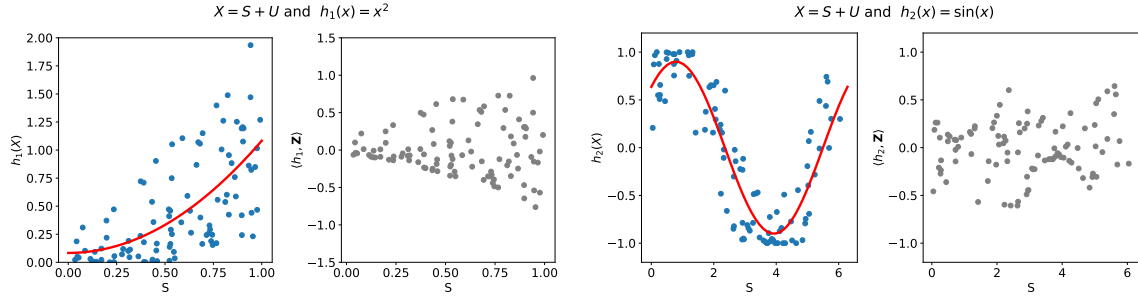 X = S + U and h₁(x) = x²
X = S + U and h₂(x) = sin(x)
h₁(X)
2.00
1.75
1.50
1.25
1.00
0.75
0.50
0.25
0.00
0.00 0.25 0.50 0.75 1.00
S
⟨h₁, Z⟩
1.5
1.0
0.5
0.0
−0.5
−1.0
−1.5
0.00 0.25 0.50 0.75 1.00
S
h₂(X)
1.0
0.5
0.0
−0.5
−1.0
0 2 4 6
S
⟨h₂, Z⟩
1.0
0.5
0.0
−0.5
−1.0
0 2 4 6
S